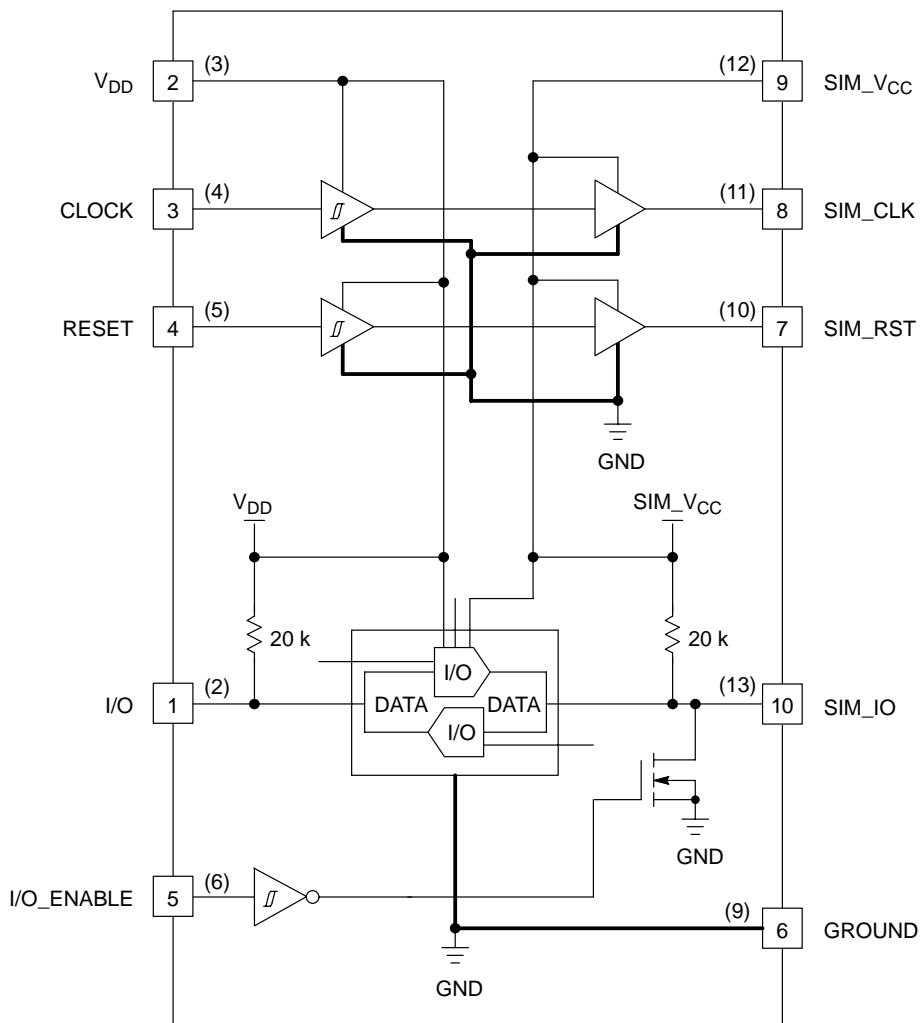 V_DD 2 (3) (12) 9 SIM_V_CC
CLOCK 3 (4) (11) 8 SIM_CLK
RESET 4 (5) (10) 7 SIM_RST
GND
V_DD SIM_V_CC
20 k 20 k
I/O
I/O 1 (2) DATA DATA (13) 10 SIM_IO
I/O
GND
I/O_ENABLE 5 (6)
(9) 6 GROUND
GND